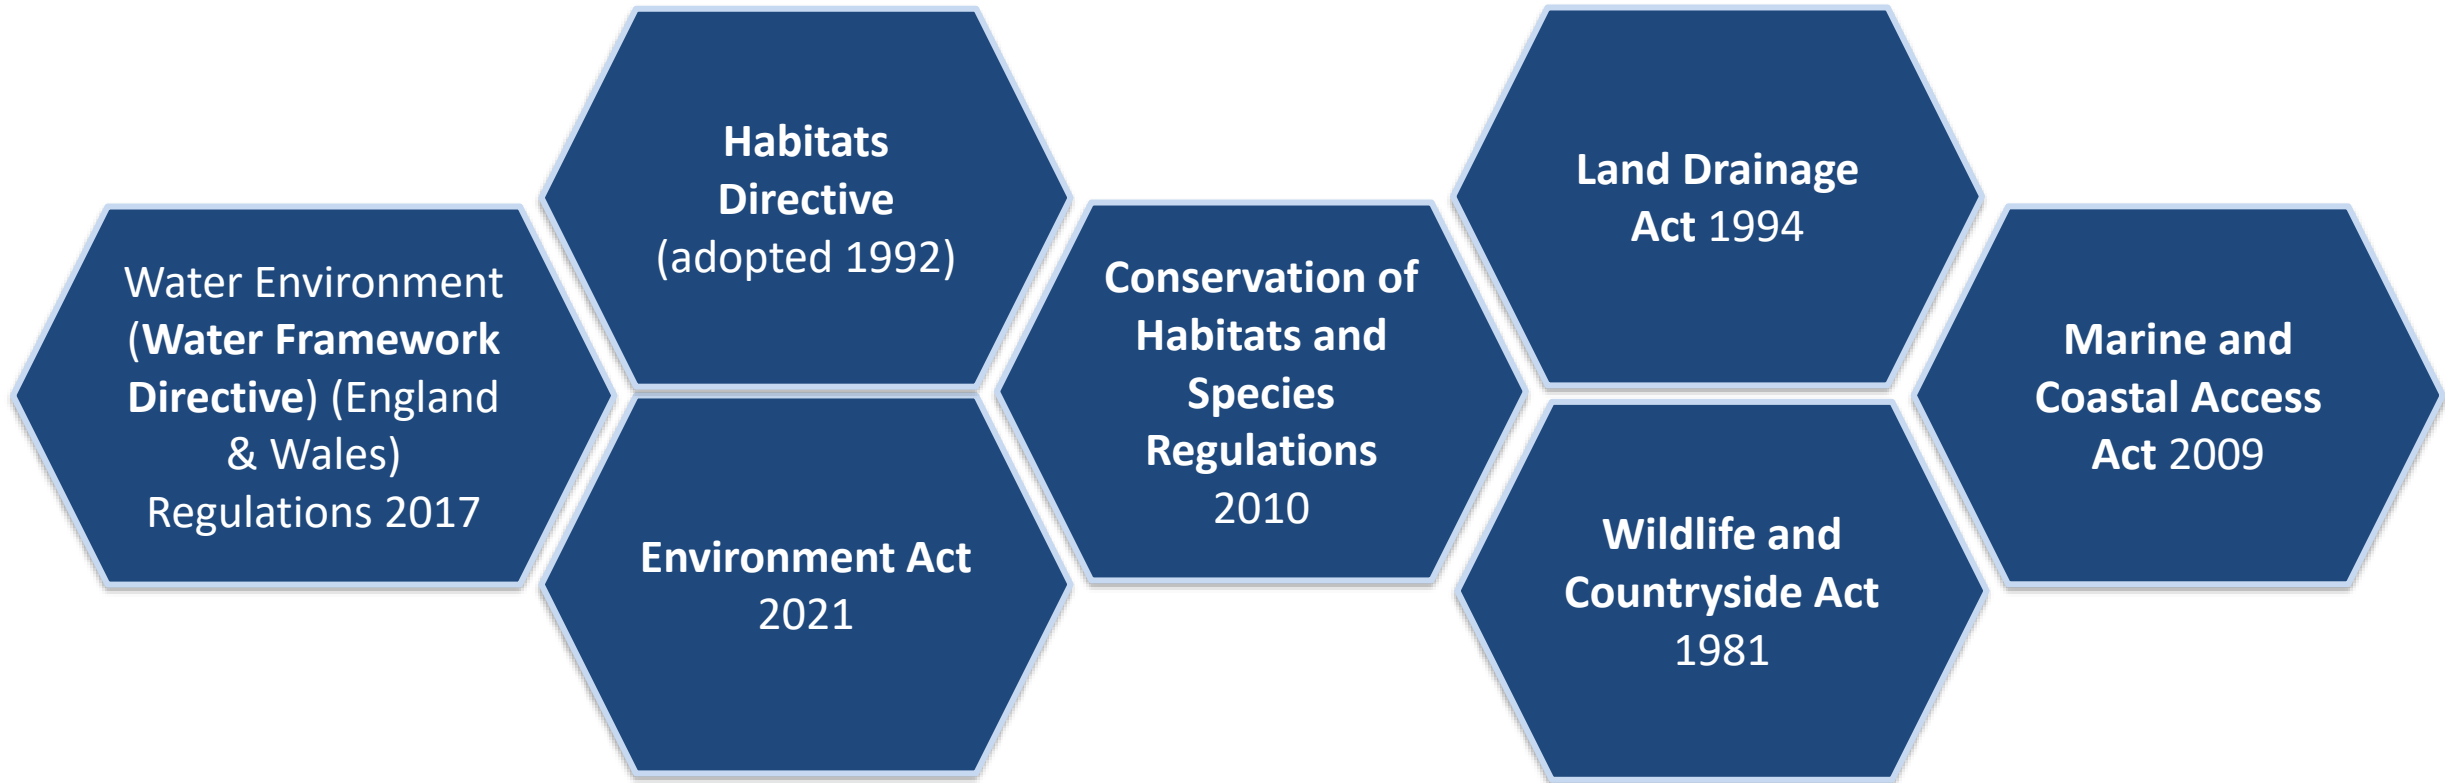 Water Environment
(Water Framework
Directive) (England
& Wales)
Regulations 2017
Habitats
Directive
(adopted 1992)
Environment Act
2021
Conservation of
Habitats and
Species
Regulations
2010
Land Drainage
Act 1994
Wildlife and
Countryside Act
1981
Marine and
Coastal Access
Act 2009